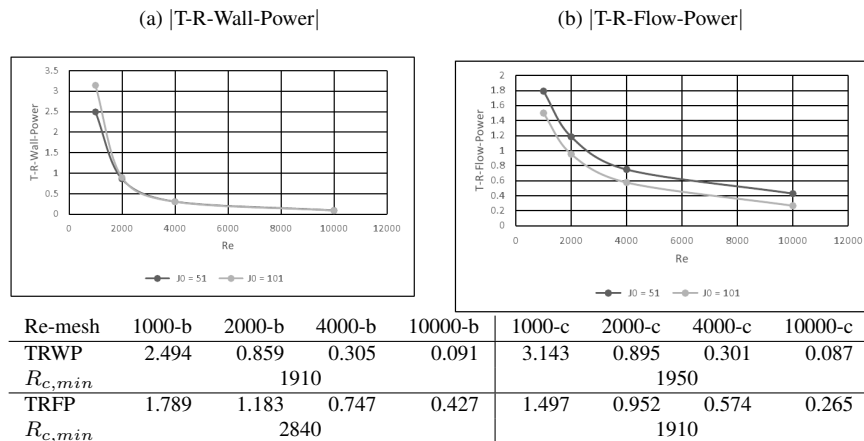 (a) |T-R-Wall-Power|
3.5
3
2.5
2
1.5
1
0.5
0
T-R-Wall-Power
0 2000 4000 6000 8000 10000 12000
Re
J0 = 51 J0 = 101
(b) |T-R-Flow-Power|
2
1.8
1.6
1.4
1.2
1
0.8
0.6
0.4
0.2
0
T-R-Flow-Power
0 2000 4000 6000 8000 10000 12000
Re
J0 = 51 J0 = 101
Re-mesh 1000-b 2000-b 4000-b 10000-b 1000-c 2000-c 4000-c 10000-c
TRWP 2.494 0.859 0.305 0.091 3.143 0.895 0.301 0.087
R_{c,min} 1910 1950
TRFP 1.789 1.183 0.747 0.427 1.497 0.952 0.574 0.265
R_{c,min} 2840 1910